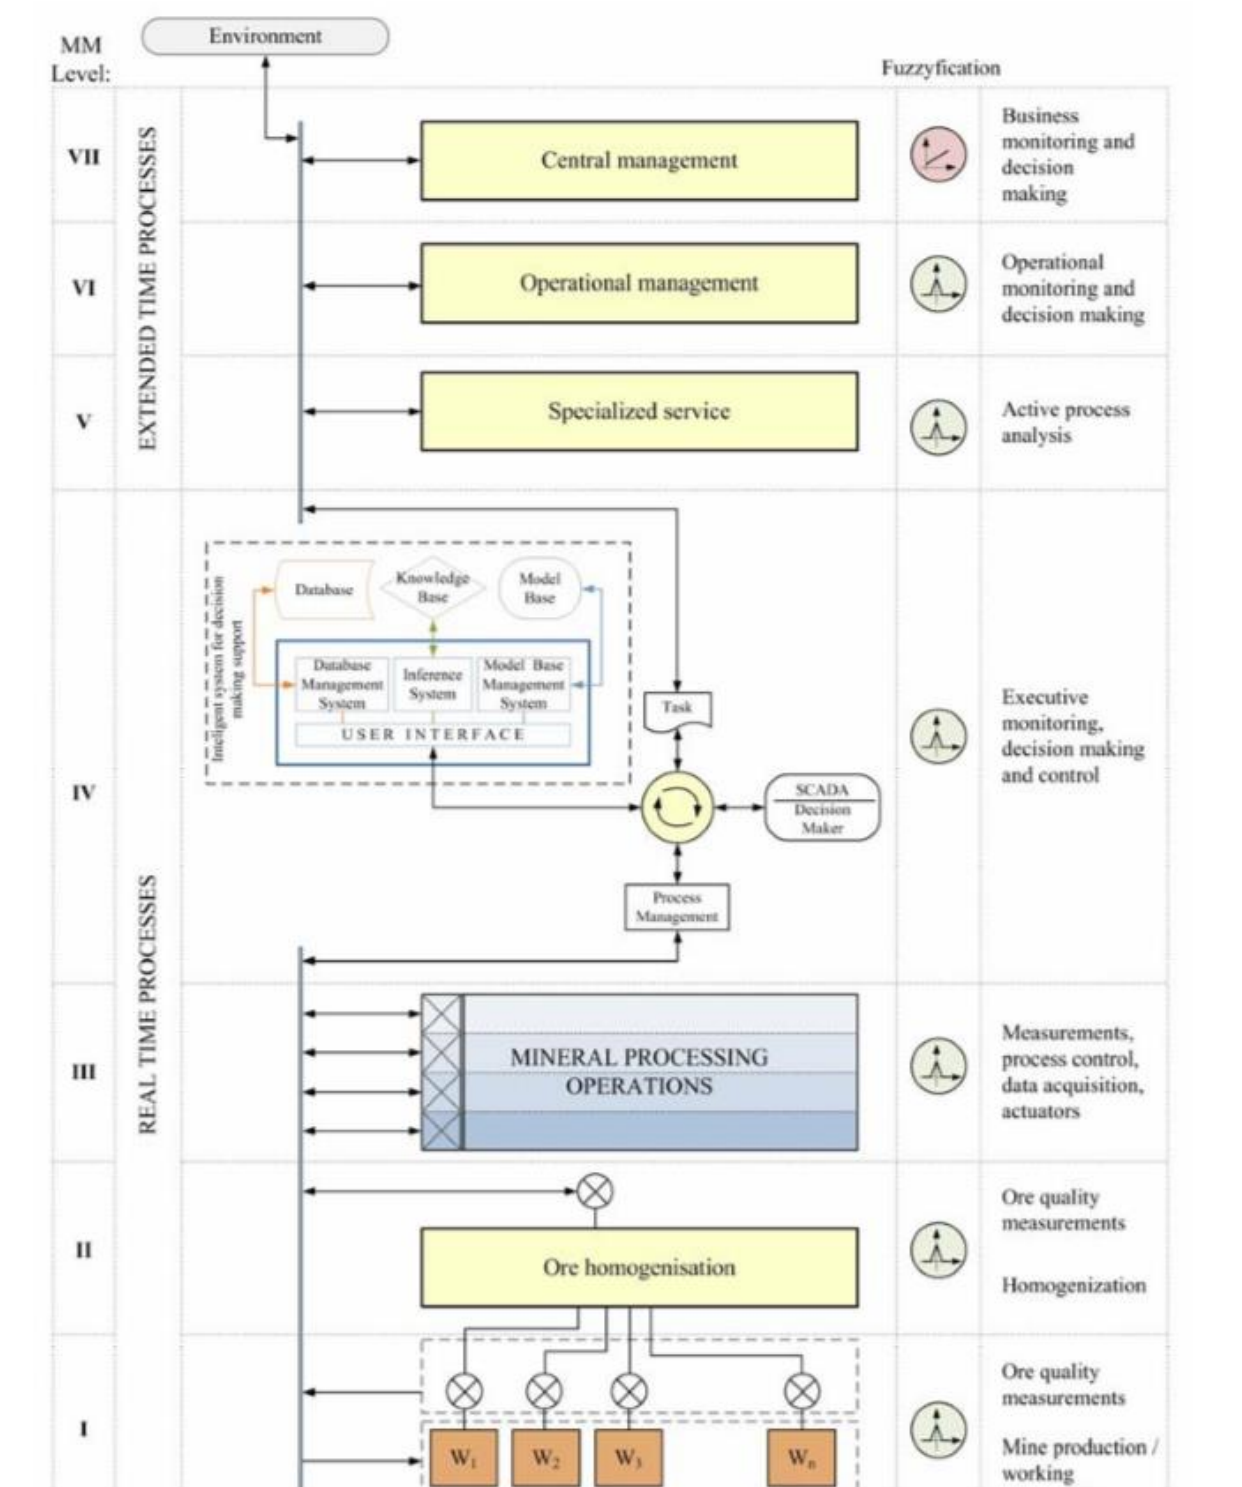 MM
Level:
Environment
Fuzzyfication
VII
EXTENDED TIME PROCESSES
Central management
Business
monitoring and
decision
making
VI
Operational management
Operational
monitoring and
decision making
V
Specialized service
Active process
analysis
IV
REAL TIME PROCESSES
Inteligent system for decision
making support
Database
Knowledge
Base
Model
Base
Database
Management
System
Inference
System
Model Base
Management
System
USER INTERFACE
Task
SCADA
Decision
Maker
Process
Management
Executive
monitoring,
decision making
and control
III
MINERAL PROCESSING
OPERATIONS
Measurements,
process control,
data acquisition,
actuators
II
Ore homogenisation
Ore quality
measurements
Homogenization
I
W1
W2
W3
Wn
Ore quality
measurements
Mine production /
working